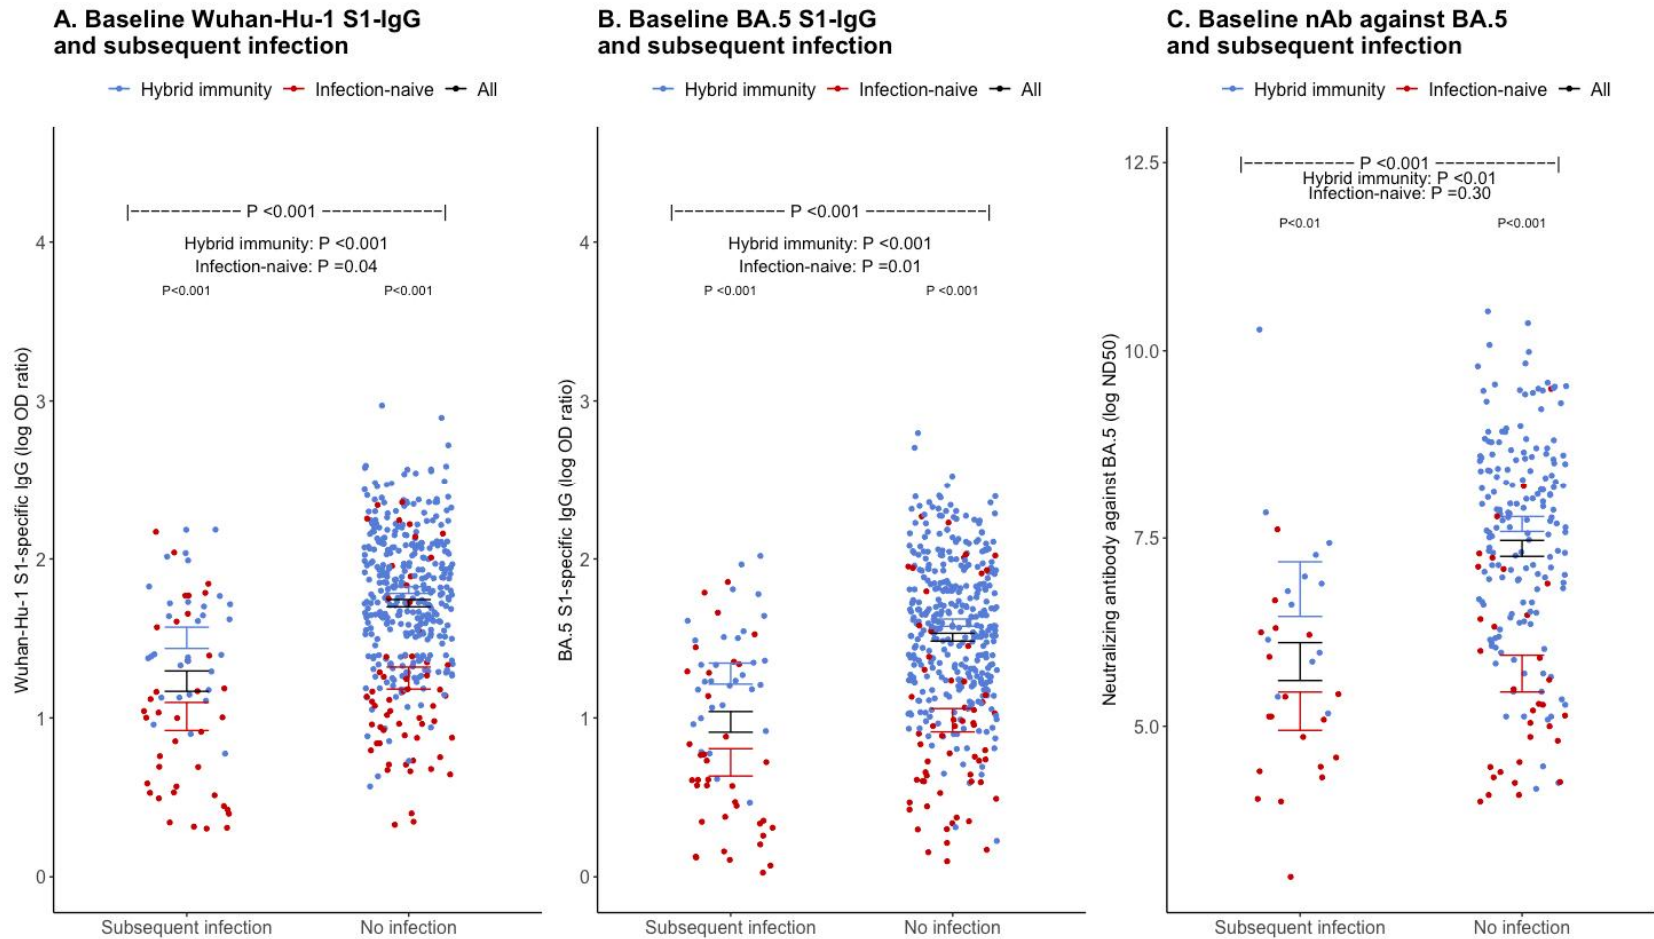 A. Baseline Wuhan-Hu-1 S1-IgG
and subsequent infection
Hybrid immunity Infection-naive All
P <0.001
Hybrid immunity: P <0.001
Infection-naive: P =0.04
P<0.001 P<0.001
4
3
2
1
0
Wuhan-Hu-1 S1-specific IgG (log OD ratio)
Subsequent infection No infection
B. Baseline BA.5 S1-IgG
and subsequent infection
Hybrid immunity Infection-naive All
P <0.001
Hybrid immunity: P <0.001
Infection-naive: P =0.01
P <0.001 P <0.001
4
3
2
1
0
BA.5 S1-specific IgG (log OD ratio)
Subsequent infection No infection
C. Baseline nAb against BA.5
and subsequent infection
Hybrid immunity Infection-naive All
P <0.001
Hybrid immunity: P <0.01
Infection-naive: P =0.30
P<0.01 P<0.001
12.5
10.0
7.5
5.0
Neutralizing antibody against BA.5 (log ND50)
Subsequent infection No infection